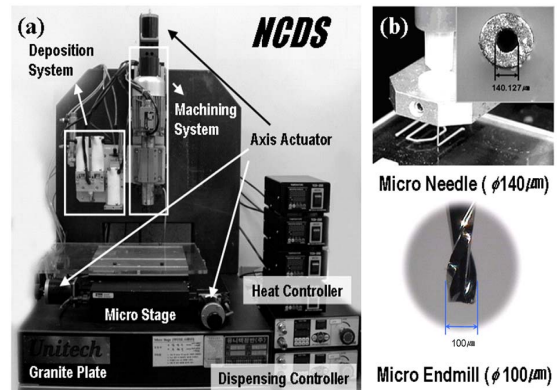 (a)
NCDS
Deposition
System
Machining
System
Axis Actuator
Heat Controller
Micro Stage
Unitech
Granite Plate
Dispensing Controller
(b)
140.127㎛
Micro Needle ( ϕ140㎛)
100㎛
Micro Endmill (ϕ100㎛)